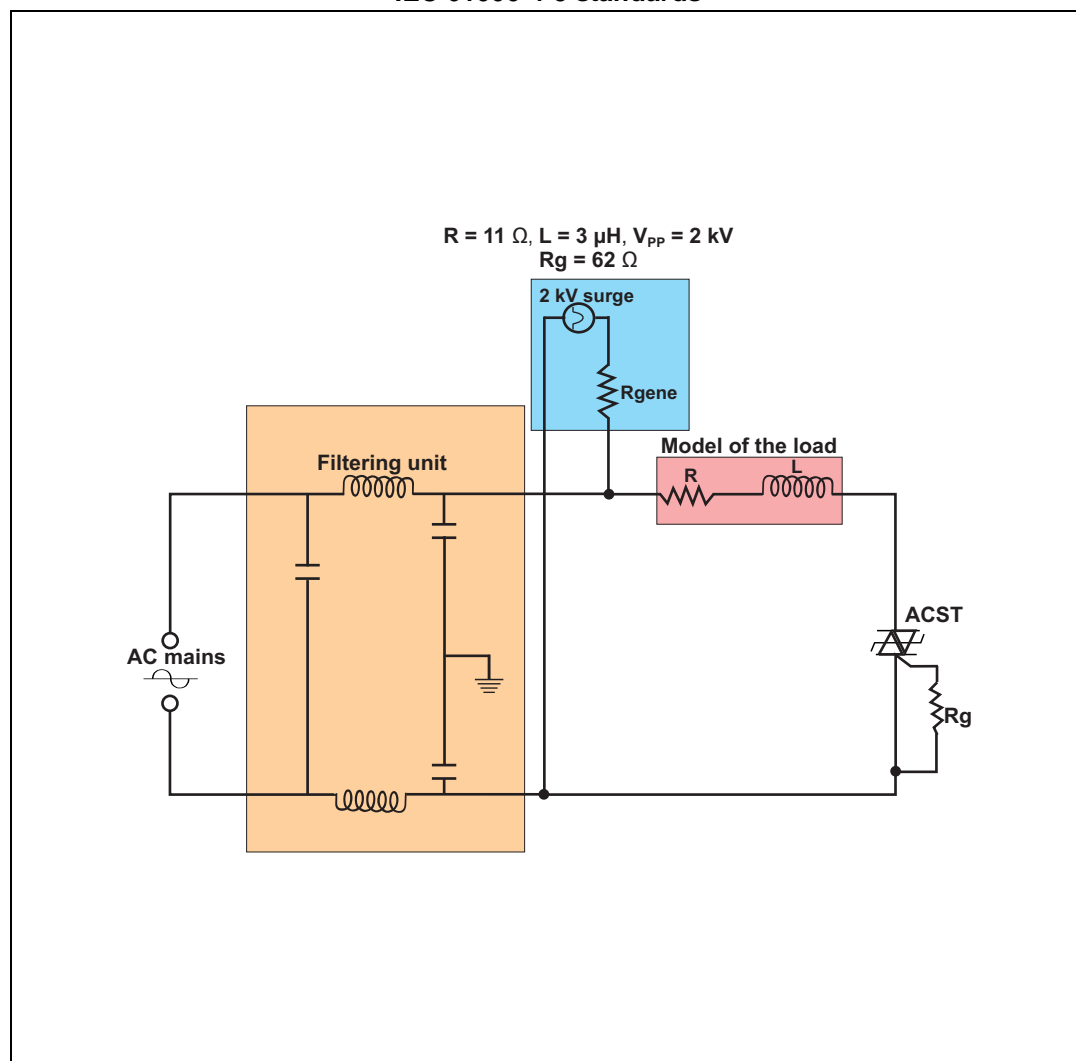 R = 11 Ω, L = 3 µH, VPP = 2 kV
Rg = 62 Ω
2 kV surge
Rgene
Model of the load
Filtering unit
R
L
ACST
AC mains
Rg